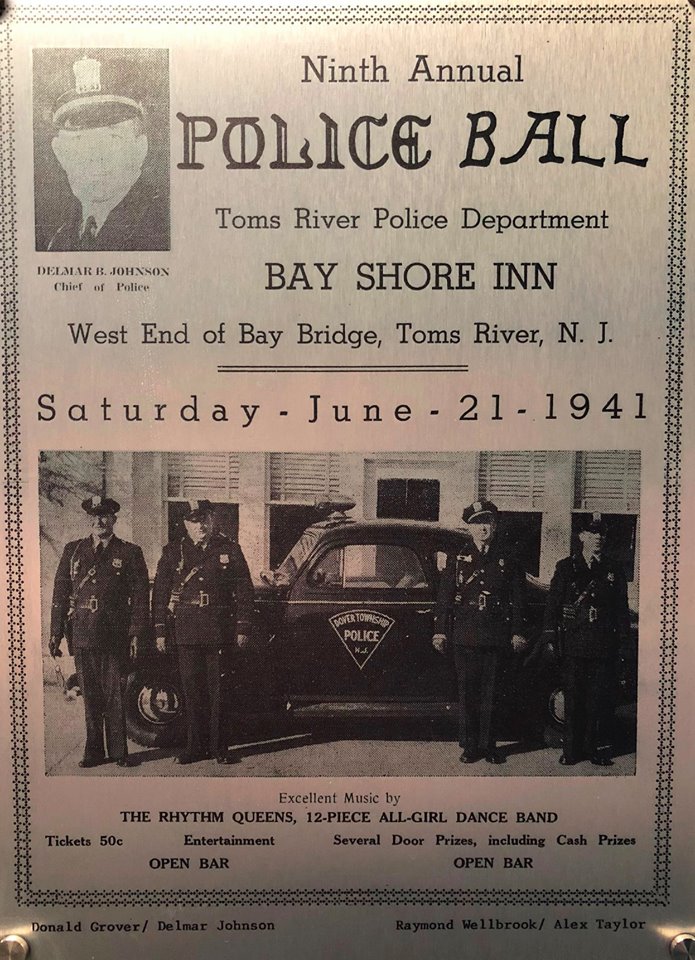 Ninth Annual
POLICE BALL
Toms River Police Department
DELMAR B. JOHNSON
Chief of Police
BAY SHORE INN
West End of Bay Bridge, Toms River, N. J.
Saturday - June - 21 - 1941
DOVER TOWNSHIP
POLICE
N.J.
Excellent Music by
THE RHYTHM QUEENS, 12-PIECE ALL-GIRL DANCE BAND
Tickets 50c Entertainment Several Door Prizes, including Cash Prizes
OPEN BAR OPEN BAR
Donald Grover/ Delmar Johnson Raymond Wellbrook/ Alex Taylor